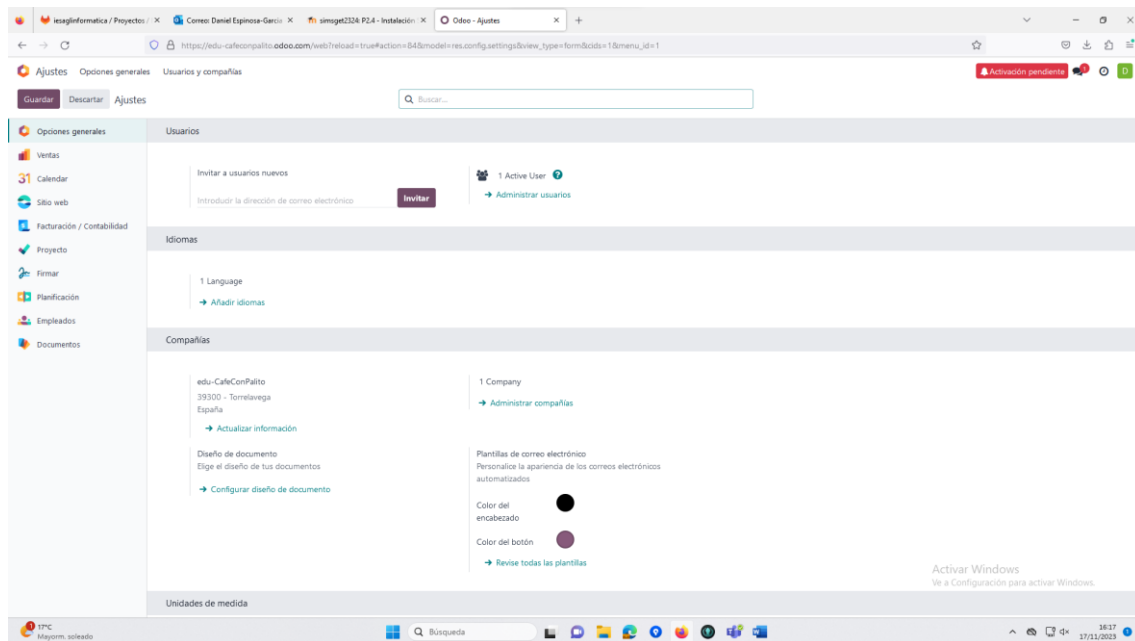 iesaglinformatica / Proyectos /
Correo: Daniel Espinosa-Garcia
simsget2324: P2.4 - Instalación
Odoo - Ajustes
https://edu-cafeconpalito.odoo.com/web?reload=true#action=84&model=res.config.settings&view_type=form&cids=1&menu_id=1
Ajustes Opciones generales Usuarios y compañías
Activación pendiente 1 D
Guardar Descartar Ajustes
Buscar...
Opciones generales
Ventas
31 Calendar
Sitio web
Facturación / Contabilidad
Proyecto
Firmar
Planificación
Empleados
Documentos
Usuarios
Invitar a usuarios nuevos
Introducir la dirección de correo electrónico
Invitar
1 Active User ?
Administrar usuarios
Idiomas
1 Language
Añadir idiomas
Compañías
edu-CafeConPalito
39300 - Torrelavega
España
Actualizar información
1 Company
Administrar compañías
Diseño de documento
Elige el diseño de tus documentos
Configurar diseño de documento
Plantillas de correo electrónico
Personalice la apariencia de los correos electrónicos
automatizados
Color del
encabezado
Color del botón
Revise todas las plantillas
Unidades de medida
Activar Windows
Ve a Configuración para activar Windows.
1
17°C
Mayorm. soleado
Búsqueda
16:17
17/11/2023